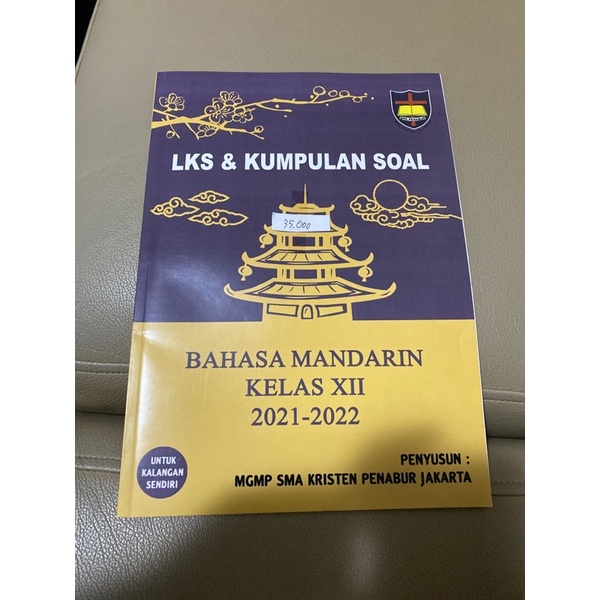 LKS & KUMPULAN SOAL
35.000
BAHASA MANDARIN
KELAS XII
2021-2022
UNTUK
KALANGAN
SENDIRI
PENYUSUN :
MGMP SMA KRISTEN PENABUR JAKARTA